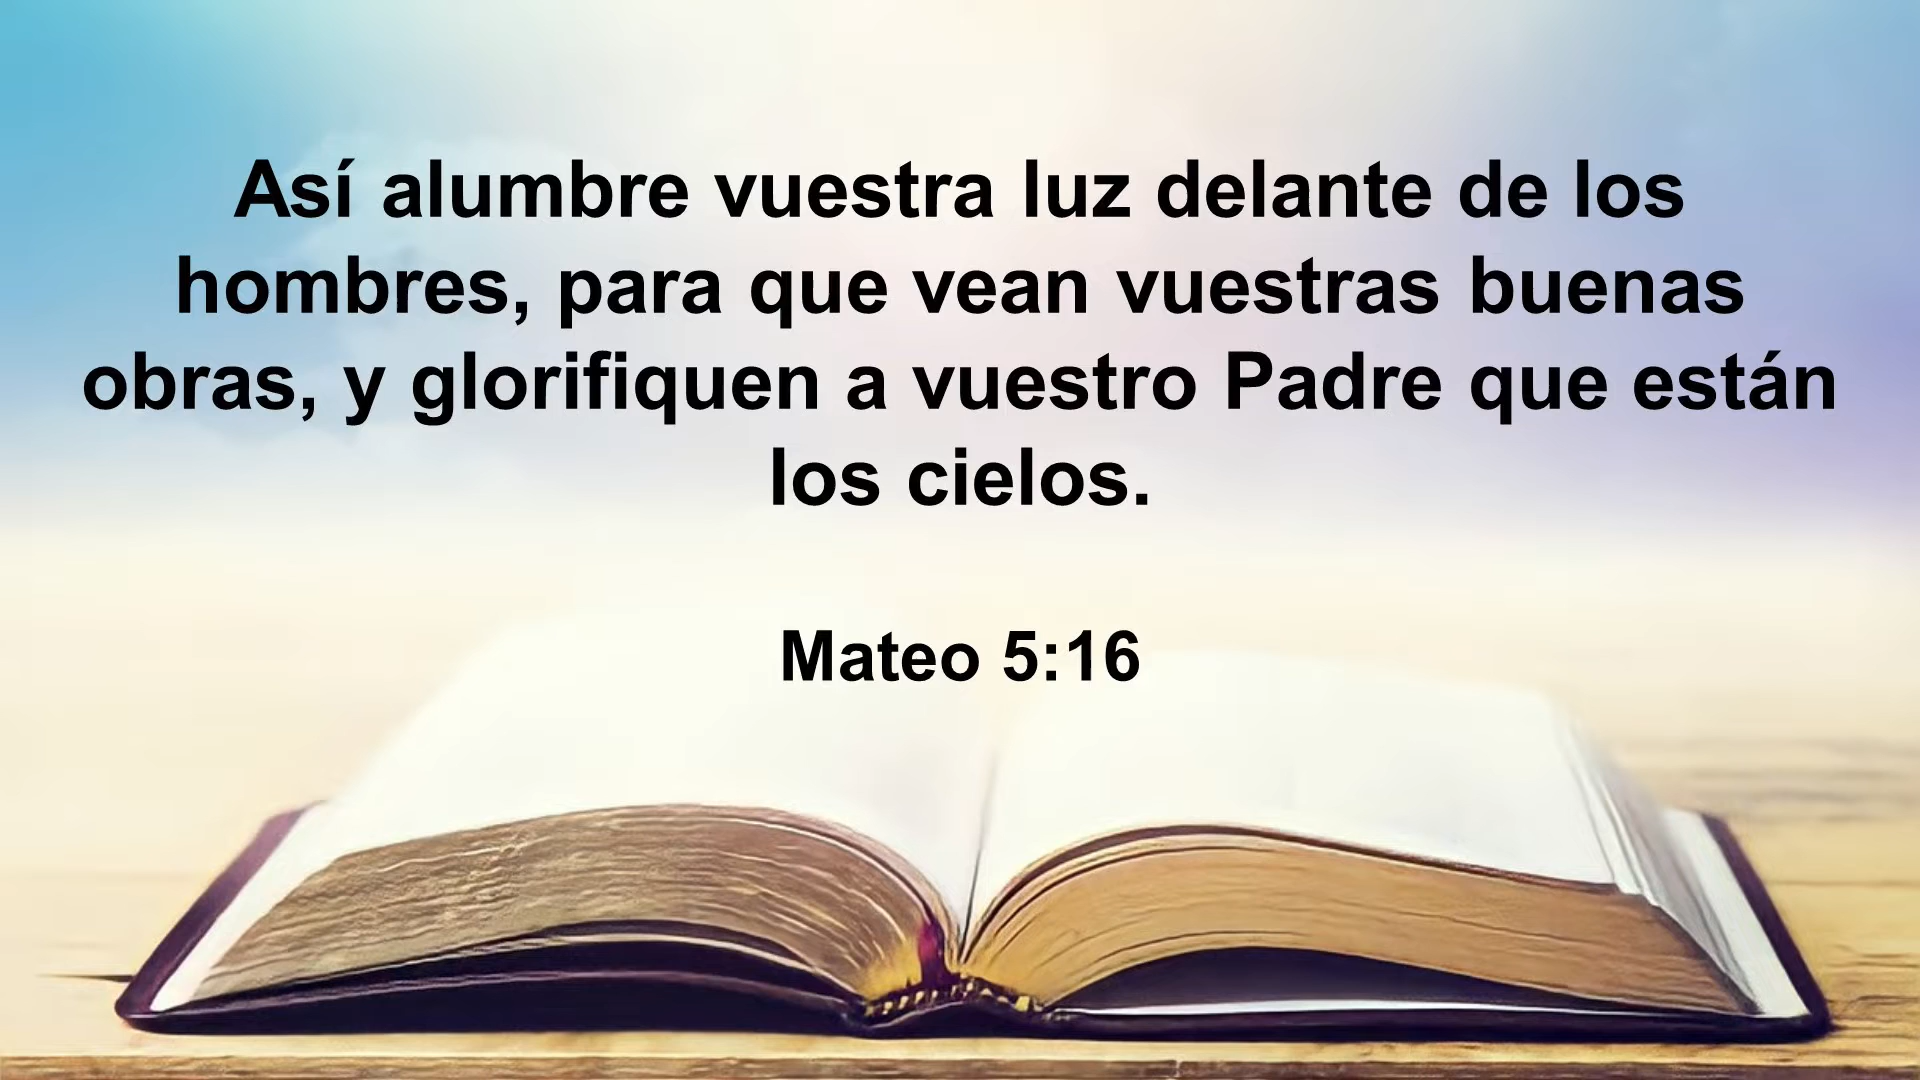 Así alumbre vuestra luz delante de los
hombres, para que vean vuestras buenas
obras, y glorifiquen a vuestro Padre que están
los cielos.
Mateo 5:16